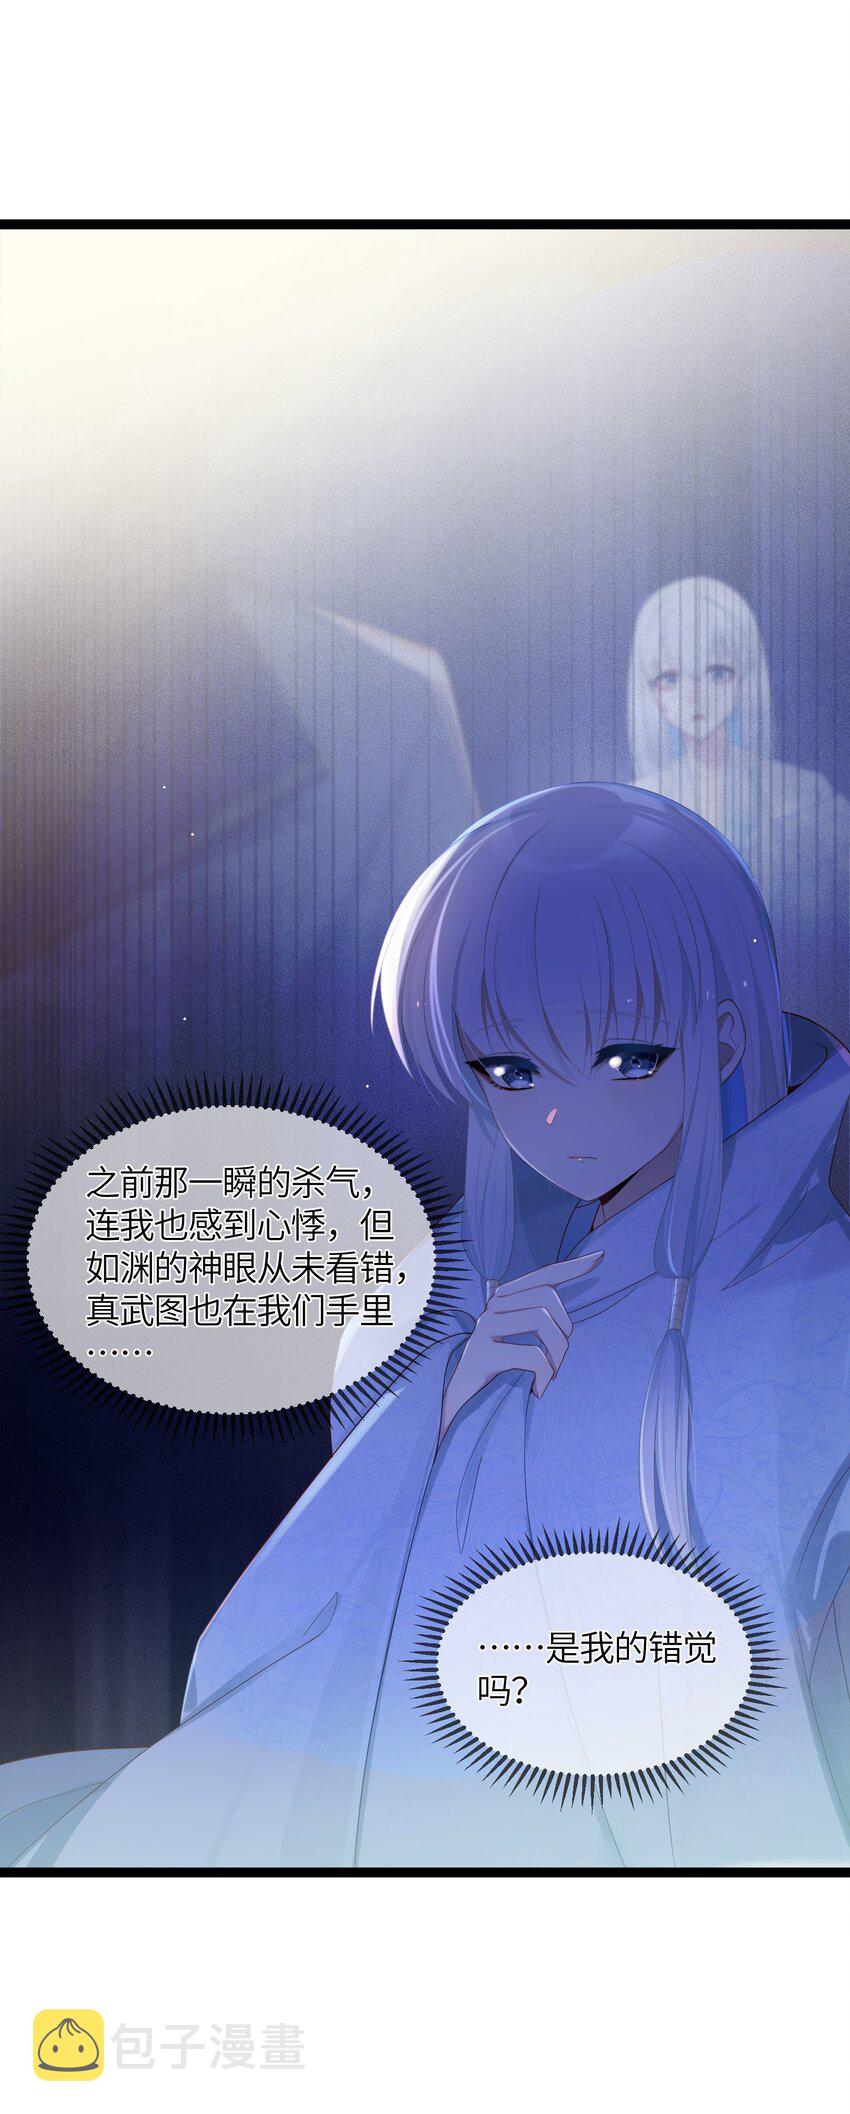 之前那一瞬的杀气，
连我也感到心悸，但
如渊的神眼从未看错，
真武图也在我们手里
……
……是我的错觉
吗？
包子漫畫